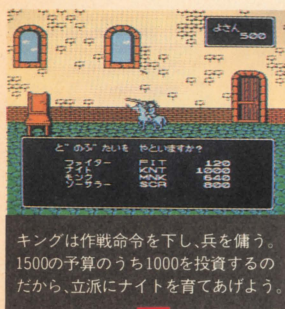 よさん
500
どのぶたいを やといますか？
ファイター FIT 120
ナイト KNT 1000
モンク MNK 640
ソーサラー SCR 800
キングは作戦命令を下し、兵を傭う。
1500の予算のうち1000を投資するの
だから、立派にナイトを育てあげよう。